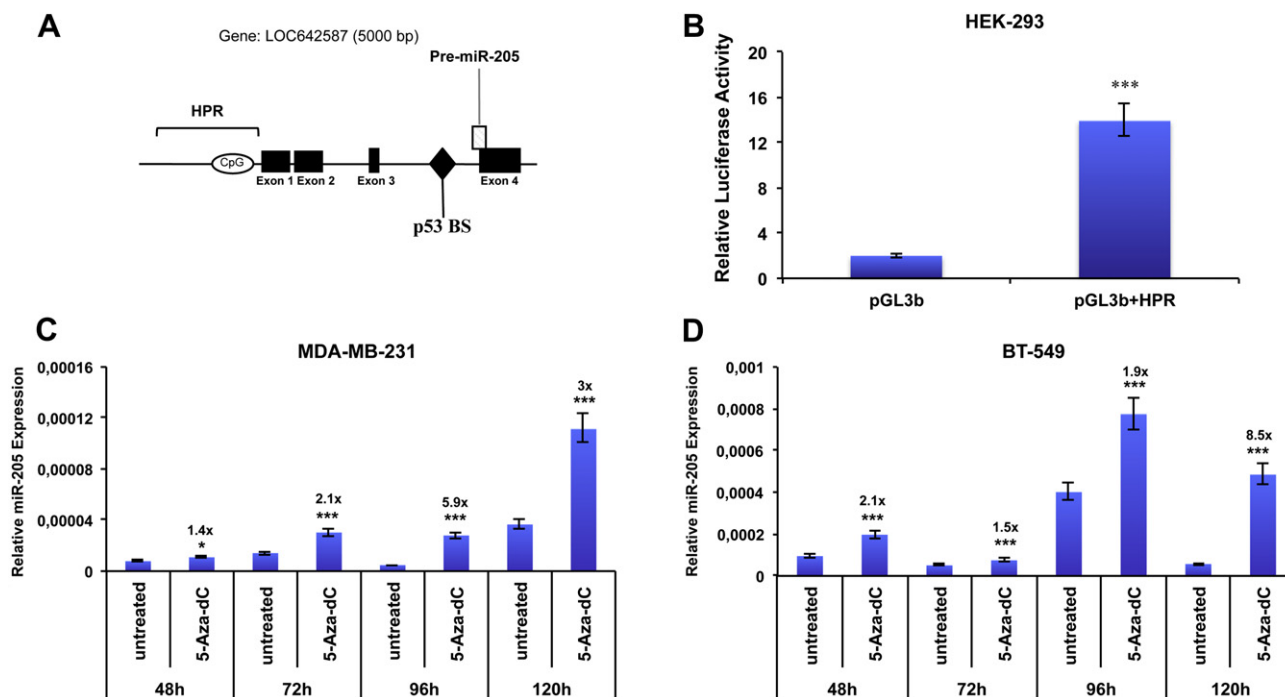 A
Gene: LOC642587 (5000 bp)
Pre-miR-205
HPR
CpG
Exon 1 Exon 2 Exon 3 Exon 4
p53 BS
B
HEK-293
Relative Luciferase Activity
20
16
12
8
4
0
***
pGL3b pGL3b+HPR
C
MDA-MB-231
Relative miR-205 Expression
0,00016
0,00012
0,00008
0,00004
0
1.4x
*
2.1x
***
5.9x
***
3x
***
untreated 5-Aza-dC untreated 5-Aza-dC untreated 5-Aza-dC untreated 5-Aza-dC
48h 72h 96h 120h
D
BT-549
Relative miR-205 Expression
0,001
0,0008
0,0006
0,0004
0,0002
0
2.1x
***
1.5x
***
1.9x
***
8.5x
***
untreated 5-Aza-dC untreated 5-Aza-dC untreated 5-Aza-dC untreated 5-Aza-dC
48h 72h 96h 120h